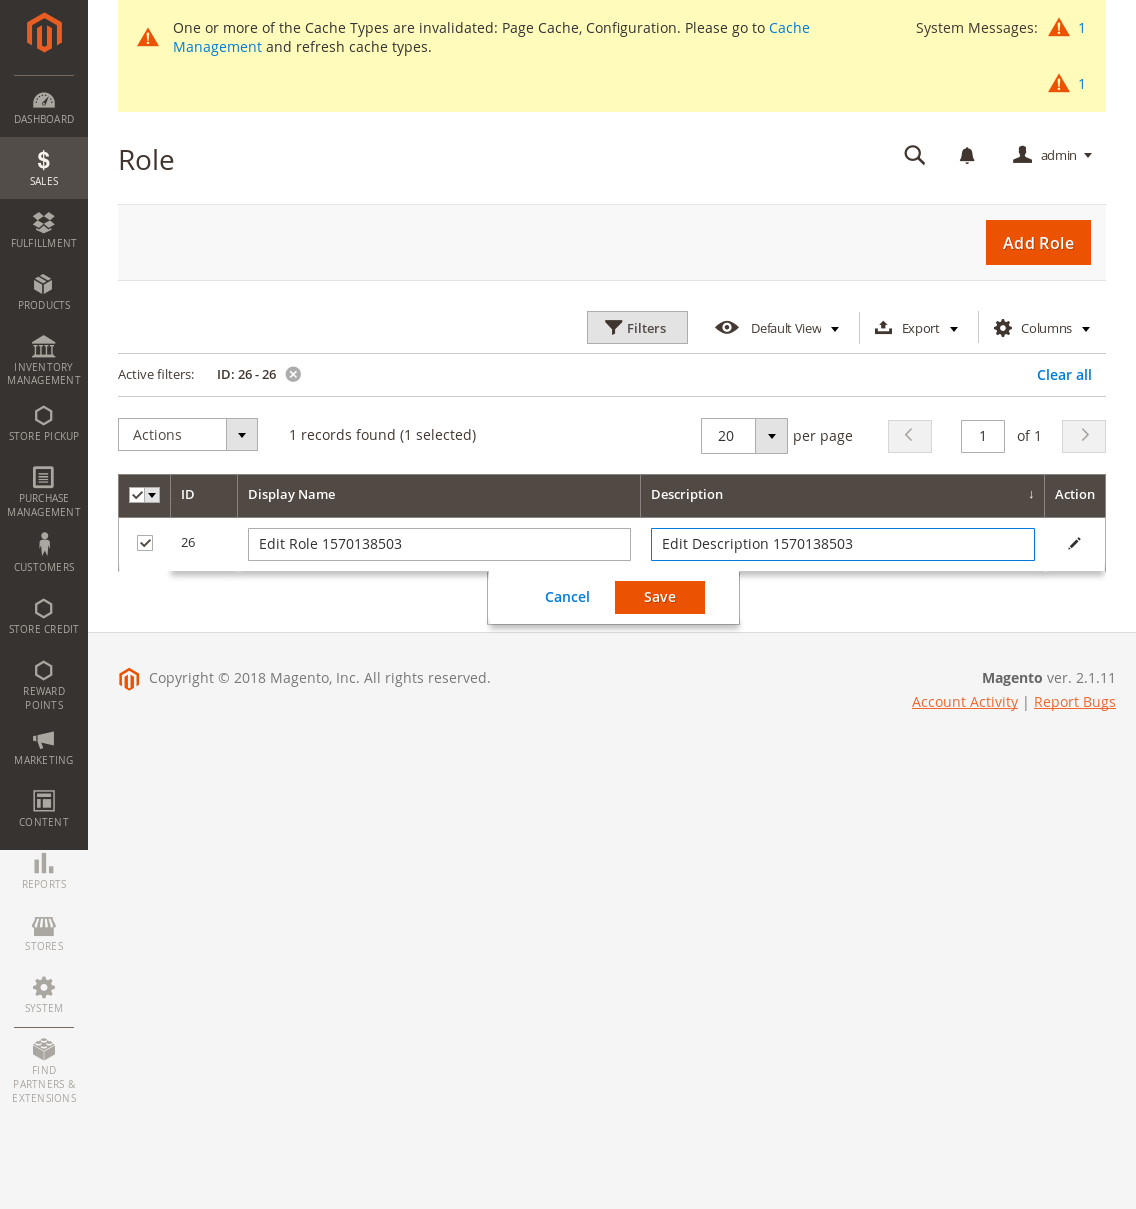 One or more of the Cache Types are invalidated: Page Cache, Configuration. Please go to Cache
Management and refresh cache types.
System Messages: 1
1
DASHBOARD
SALES
FULFILLMENT
PRODUCTS
INVENTORY
MANAGEMENT
STORE PICKUP
PURCHASE
MANAGEMENT
CUSTOMERS
STORE CREDIT
REWARD
POINTS
MARKETING
CONTENT
REPORTS
STORES
SYSTEM
FIND
PARTNERS &
EXTENSIONS
Role
admin
Add Role
Filters Default View Export Columns
Active filters: ID: 26 - 26 Clear all
Actions 1 records found (1 selected) 20 per page 1 of 1
ID Display Name Description ↓ Action
26 Edit Role 1570138503 Edit Description 1570138503
Cancel Save
Copyright © 2018 Magento, Inc. All rights reserved. Magento ver. 2.1.11
Account Activity | Report Bugs